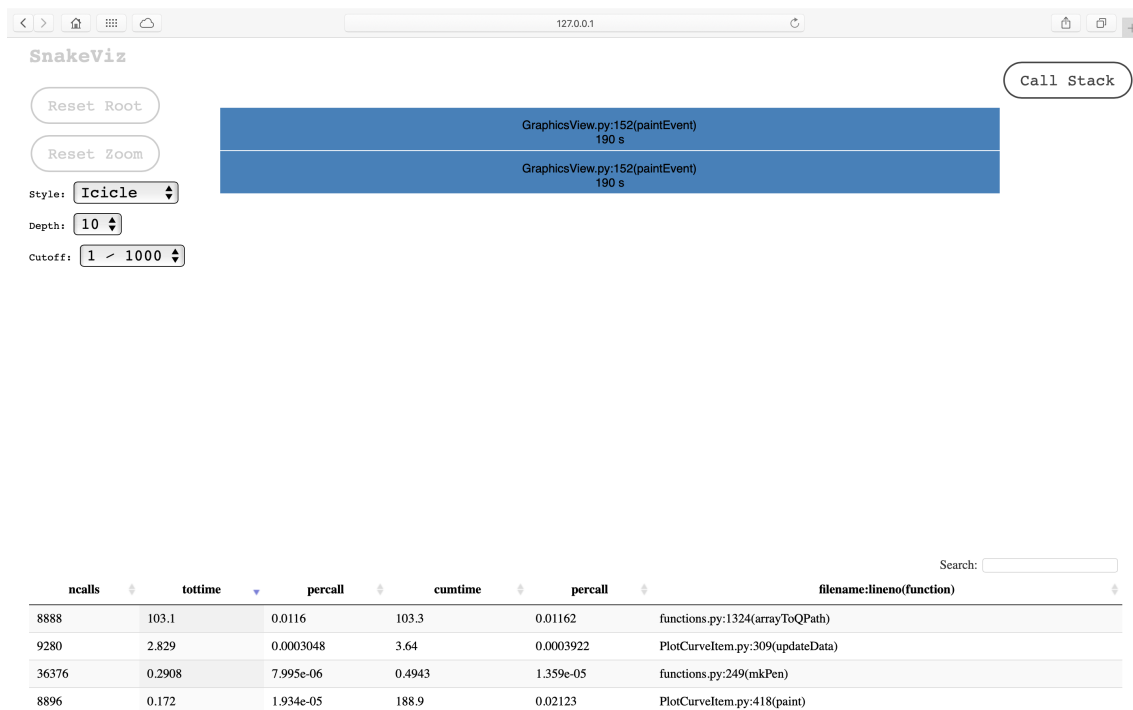 127.0.0.1
SnakeViz
Call Stack
Reset Root
Reset Zoom
Style: Icicle
Depth: 10
Cutoff: 1 / 1000
GraphicsView.py:152(paintEvent)
190 s
GraphicsView.py:152(paintEvent)
190 s
Search:
ncalls tottime percall cumtime percall filename:lineno(function)
8888 103.1 0.0116 103.3 0.01162 functions.py:1324(arrayToQPath)
9280 2.829 0.0003048 3.64 0.0003922 PlotCurveItem.py:309(updateData)
36376 0.2908 7.995e-06 0.4943 1.359e-05 functions.py:249(mkPen)
8896 0.172 1.934e-05 188.9 0.02123 PlotCurveItem.py:418(paint)